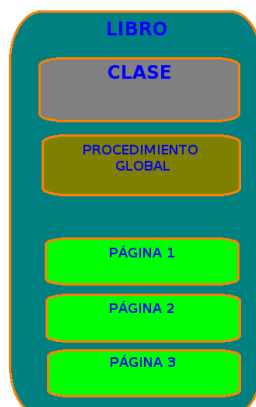 LIBRO
CLASE
PROCEDIMIENTO
GLOBAL
PÁGINA 1
PÁGINA 2
PÁGINA 3